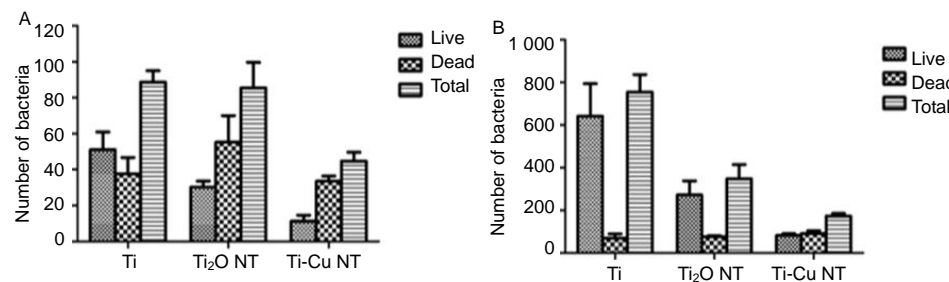 A
120
100
80
60
40
20
0
Number of bacteria
Live
Dead
Total
Ti
Ti₂O NT
Ti-Cu NT
B
1 000
800
600
400
200
0
Number of bacteria
Live
Dead
Total
Ti
Ti₂O NT
Ti-Cu NT